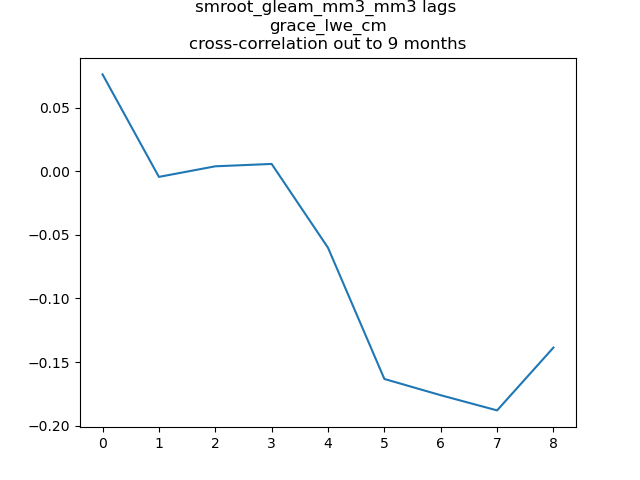 smroot_gleam_mm3_mm3 lags
grace_lwe_cm
cross-correlation out to 9 months
0.05
0.00
−0.05
−0.10
−0.15
−0.20
0 1 2 3 4 5 6 7 8